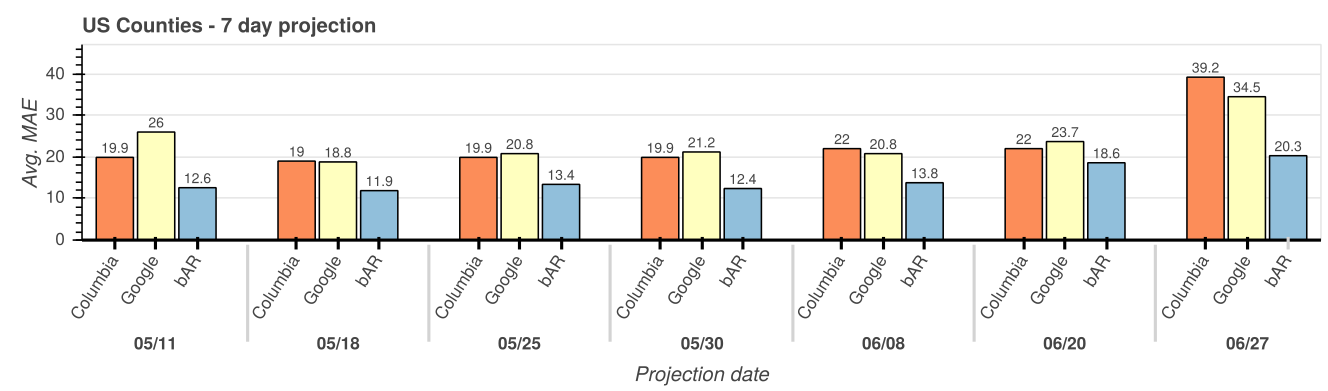 US Counties - 7 day projection
Avg. MAE
40
30
20
10
0
19.9 26 12.6 19 18.8 11.9 19.9 20.8 13.4 19.9 21.2 12.4 22 20.8 13.8 22 23.7 18.6 39.2 34.5 20.3
Columbia Google bAR Columbia Google bAR Columbia Google bAR Columbia Google bAR Columbia Google bAR Columbia Google bAR Columbia Google bAR
05/11 05/18 05/25 05/30 06/08 06/20 06/27
Projection date